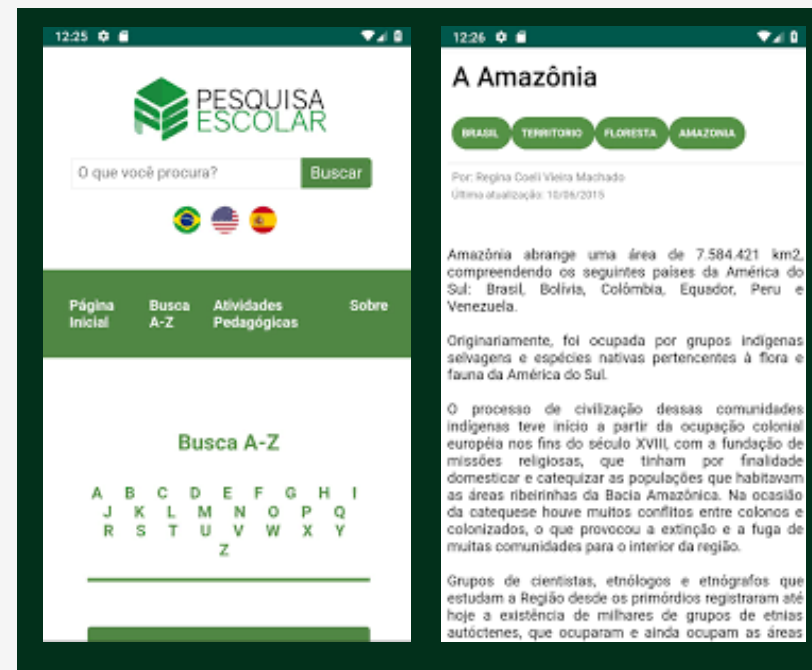 12:25
PESQUISA
ESCOLAR
O que você procura?
Buscar
Página
Inicial
Busca
A-Z
Atividades
Pedagógicas
Sobre
Busca A-Z
A B C D E F G H I
J K L M N O P Q
R S T U V W X Y
Z
12:26
A Amazônia
BRASIL
TERRITORIO
FLORESTA
AMAZONIA
Por: Regina Coeli Vieira Machado
Última atualização: 10/06/2015
Amazônia abrange uma área de 7.584.421 km2,
compreendendo os seguintes países da América do
Sul: Brasil, Bolívia, Colômbia, Equador, Peru e
Venezuela.
Originariamente, foi ocupada por grupos indígenas
selvagens e espécies nativas pertencentes à flora e
fauna da América do Sul.
O processo de civilização dessas comunidades
indígenas teve início a partir da ocupação colonial
européia nos fins do século XVIII, com a fundação de
missões religiosas, que tinham por finalidade
domesticar e catequizar as populações que habitavam
as áreas ribeirinhas da Bacia Amazônica. Na ocasião
da catequese houve muitos conflitos entre colonos e
colonizados, o que provocou a extinção e a fuga de
muitas comunidades para o interior da região.
Grupos de cientistas, etnólogos e etnógrafos que
estudam a Região desde os primórdios registraram até
hoje a existência de milhares de grupos de etnias
autóctenes, que ocuparam e ainda ocupam as áreas